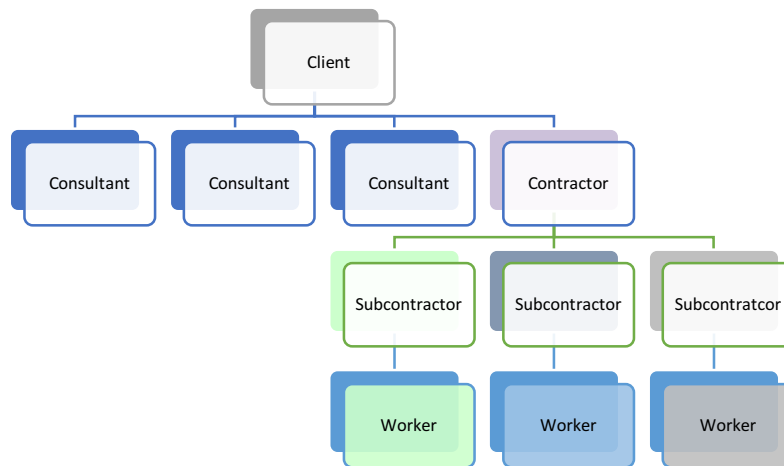 Client
Consultant
Consultant
Consultant
Contractor
Subcontractor
Subcontractor
Subcontratcor
Worker
Worker
Worker